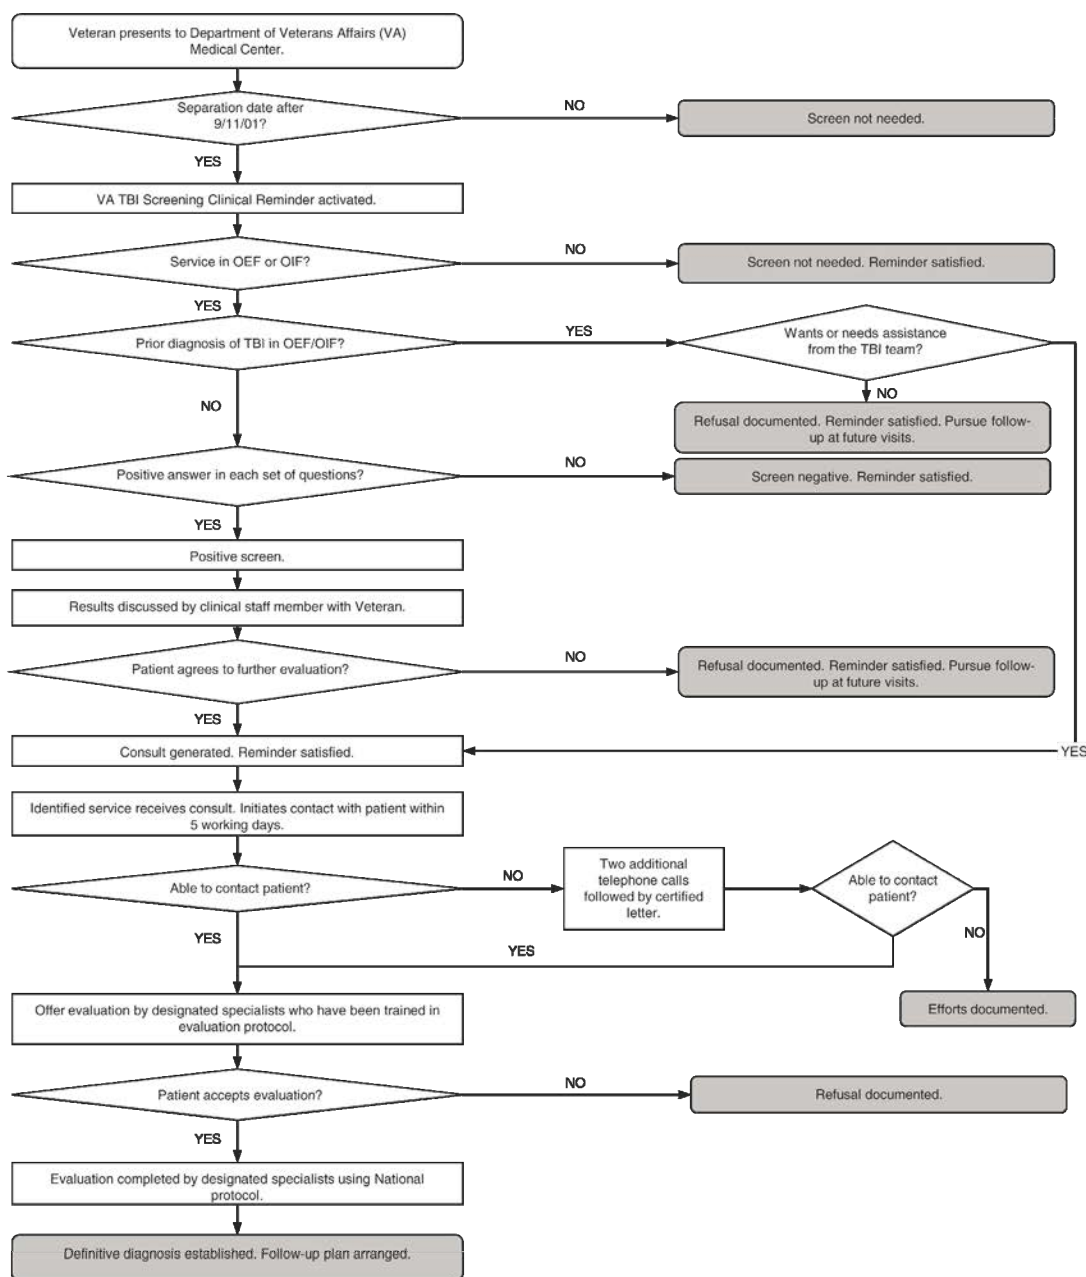 Veteran presents to Department of Veterans Affairs (VA)
Medical Center.
Separation date after
9/11/01?
NO
Screen not needed.
YES
VA TBI Screening Clinical Reminder activated.
Service in OEF or OIF?
NO
Screen not needed. Reminder satisfied.
YES
Prior diagnosis of TBI in OEF/OIF?
YES
Wants or needs assistance
from the TBI team?
NO
NO
Refusal documented. Reminder satisfied. Pursue follow-
up at future visits.
Positive answer in each set of questions?
NO
Screen negative. Reminder satisfied.
YES
Positive screen.
Results discussed by clinical staff member with Veteran.
Patient agrees to further evaluation?
NO
Refusal documented. Reminder satisfied. Pursue follow-
up at future visits.
YES
Consult generated. Reminder satisfied.
YES
Identified service receives consult. Initiates contact with patient within
5 working days.
Able to contact patient?
NO
Two additional
telephone calls
followed by certified
letter.
Able to contact
patient?
YES
YES
NO
Offer evaluation by designated specialists who have been trained in
evaluation protocol.
Efforts documented.
Patient accepts evaluation?
NO
Refusal documented.
YES
Evaluation completed by designated specialists using National
protocol.
Definitive diagnosis established. Follow-up plan arranged.